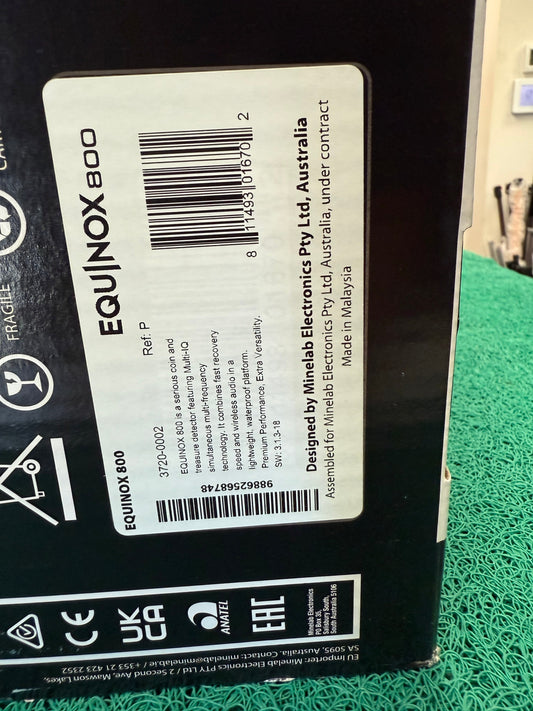 EQUINOX 800
8 11493 01670 2
EQUINOX 800
3720-0002
Ref: P
EQUINOX 800 is a serious coin and
treasure detector featuring Multi-IQ
simultaneous multi-frequency
technology. It combines fast recovery
speed and wireless audio in a
lightweight, waterproof platform.
Premium Performance, Extra Versatility.
SW: 3.1.3-18
98862568748
Designed by Minelab Electronics Pty Ltd, Australia
Assembled for Minelab Electronics Pty Ltd, Australia, under contract
Made in Malaysia
FRAGILE
CE
UK
CA
ANATEL
EAC
Minelab Electronics
PO Box 35,
Salisbury South,
South Australia 5106
EU Importer: Minelab Electronics PTY Ltd / 2 Second Ave, Mawson Lakes,
SA 5095, Australia. Contact: minelab@minelab.ie / +353 21 423 2352